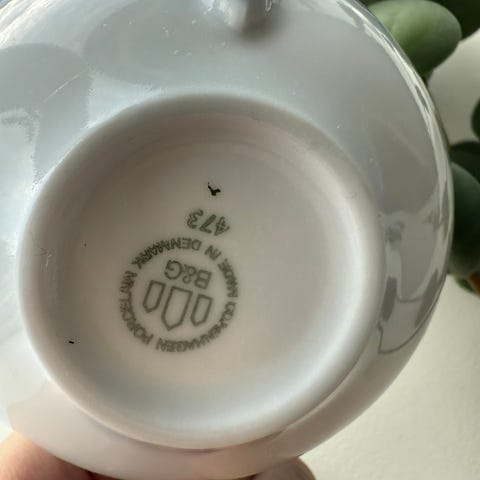 COPENHAGEN PORCELAIN
B&G
MADE IN DENMARK
473